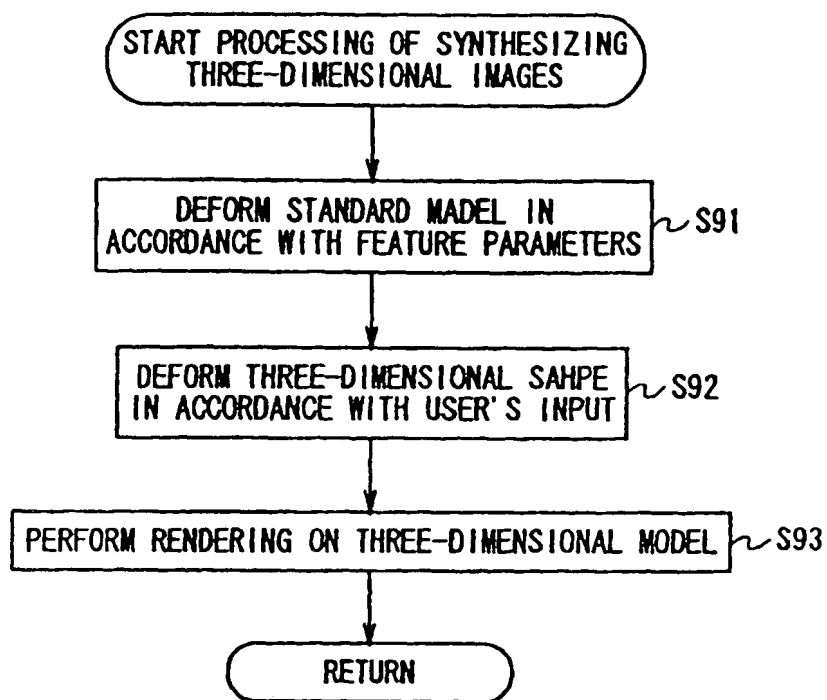 START PROCESSING OF SYNTHESIZING
THREE-DIMENSIONAL IMAGES
DEFORM STANDARD MADEL IN
ACCORDANCE WITH FEATURE PARAMETERS
S91
DEFORM THREE-DIMENSIONAL SAHPE
IN ACCORDANCE WITH USER'S INPUT
S92
PERFORM RENDERING ON THREE-DIMENSIONAL MODEL
S93
RETURN